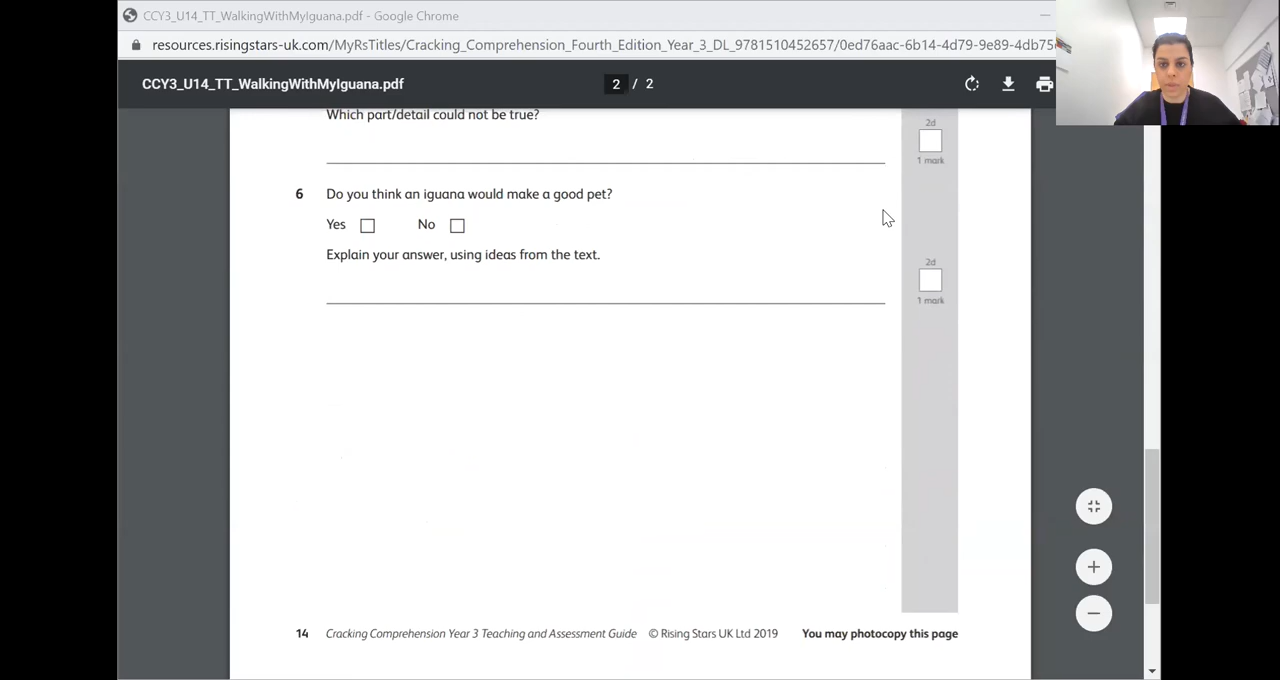 CCY3_U14_TT_WalkingWithMyIguana.pdf - Google Chrome
resources.risingstars-uk.com/MyRsTitles/Cracking_Comprehension_Fourth_Edition_Year_3_DL_9781510452657/0ed76aac-6b14-4d79-9e89-4db75
CCY3_U14_TT_WalkingWithMyIguana.pdf
2 / 2
Which part/detail could not be true?
2d
1 mark
6 Do you think an iguana would make a good pet?
Yes No
Explain your answer, using ideas from the text.
2d
1 mark
14 Cracking Comprehension Year 3 Teaching and Assessment Guide © Rising Stars UK Ltd 2019 You may photocopy this page